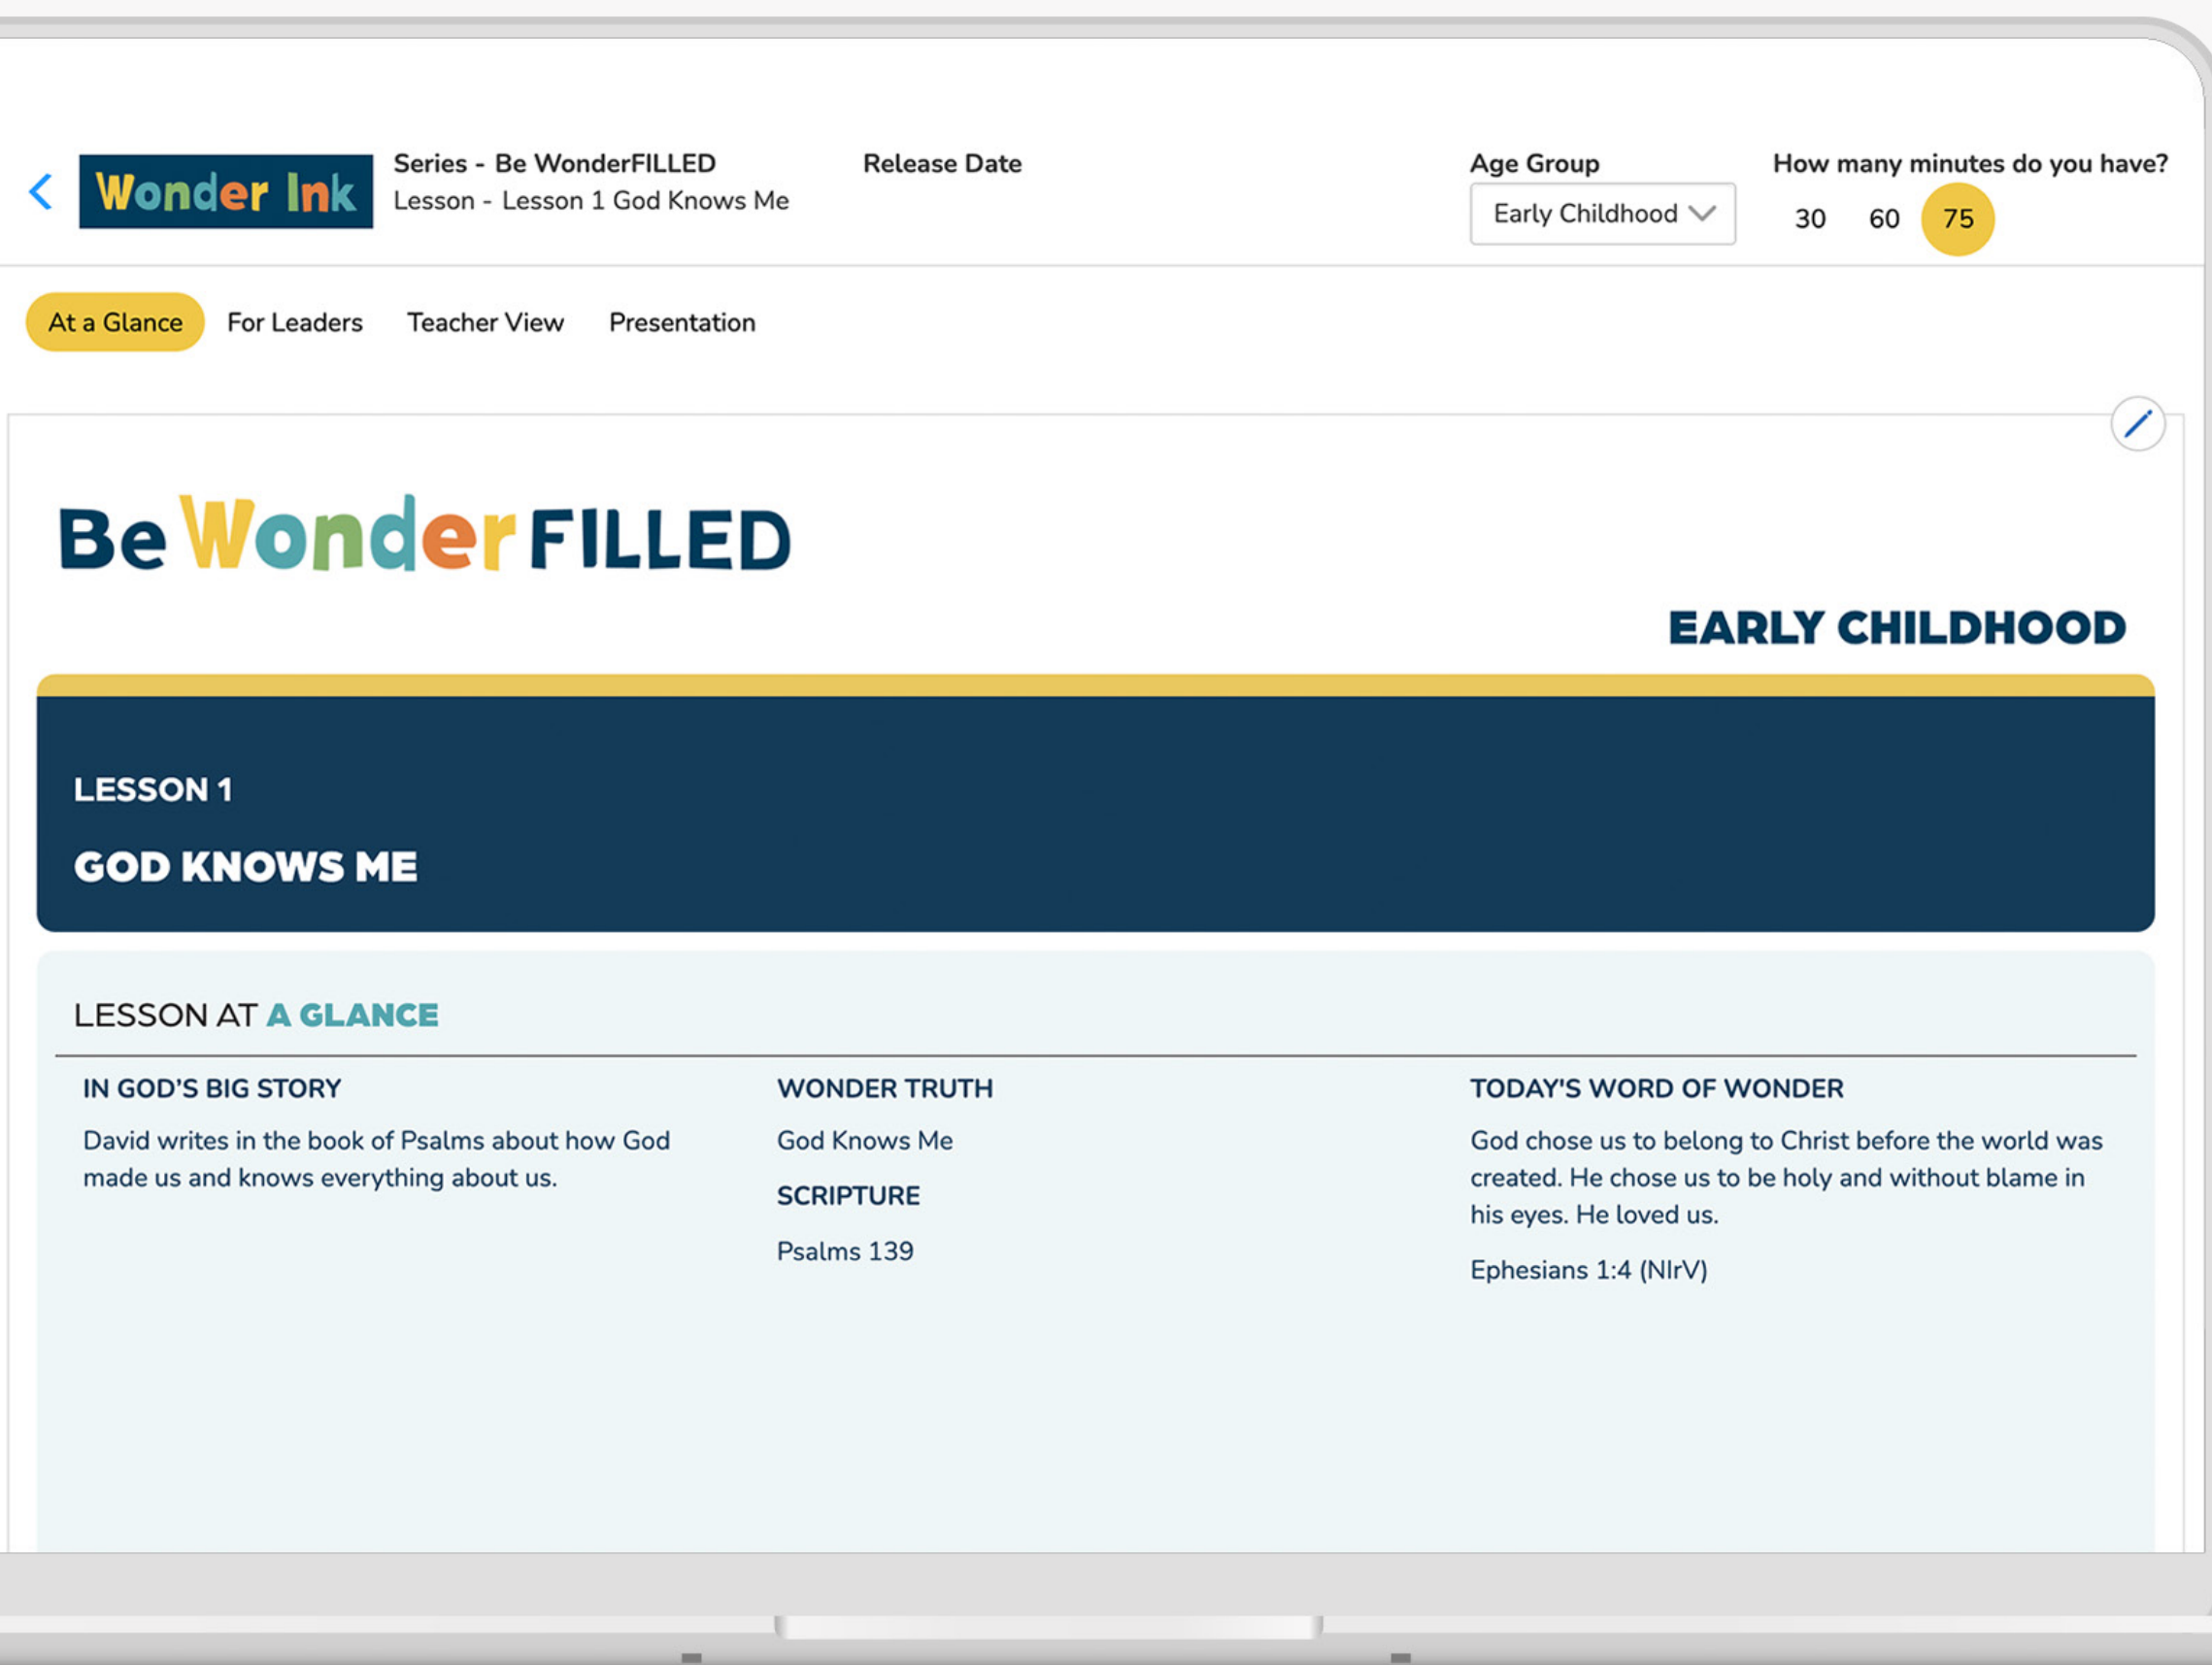 Wonder Ink
Series - Be WonderFILLED
Lesson - Lesson 1 God Knows Me
Release Date
Age Group
Early Childhood
How many minutes do you have?
30 60 75
At a Glance For Leaders Teacher View Presentation
Be Wonder FILLED
EARLY CHILDHOOD
LESSON 1
GOD KNOWS ME
LESSON AT A GLANCE
IN GOD'S BIG STORY
David writes in the book of Psalms about how God
made us and knows everything about us.
WONDER TRUTH
God Knows Me
SCRIPTURE
Psalms 139
TODAY'S WORD OF WONDER
God chose us to belong to Christ before the world was
created. He chose us to be holy and without blame in
his eyes. He loved us.
Ephesians 1:4 (NIrV)